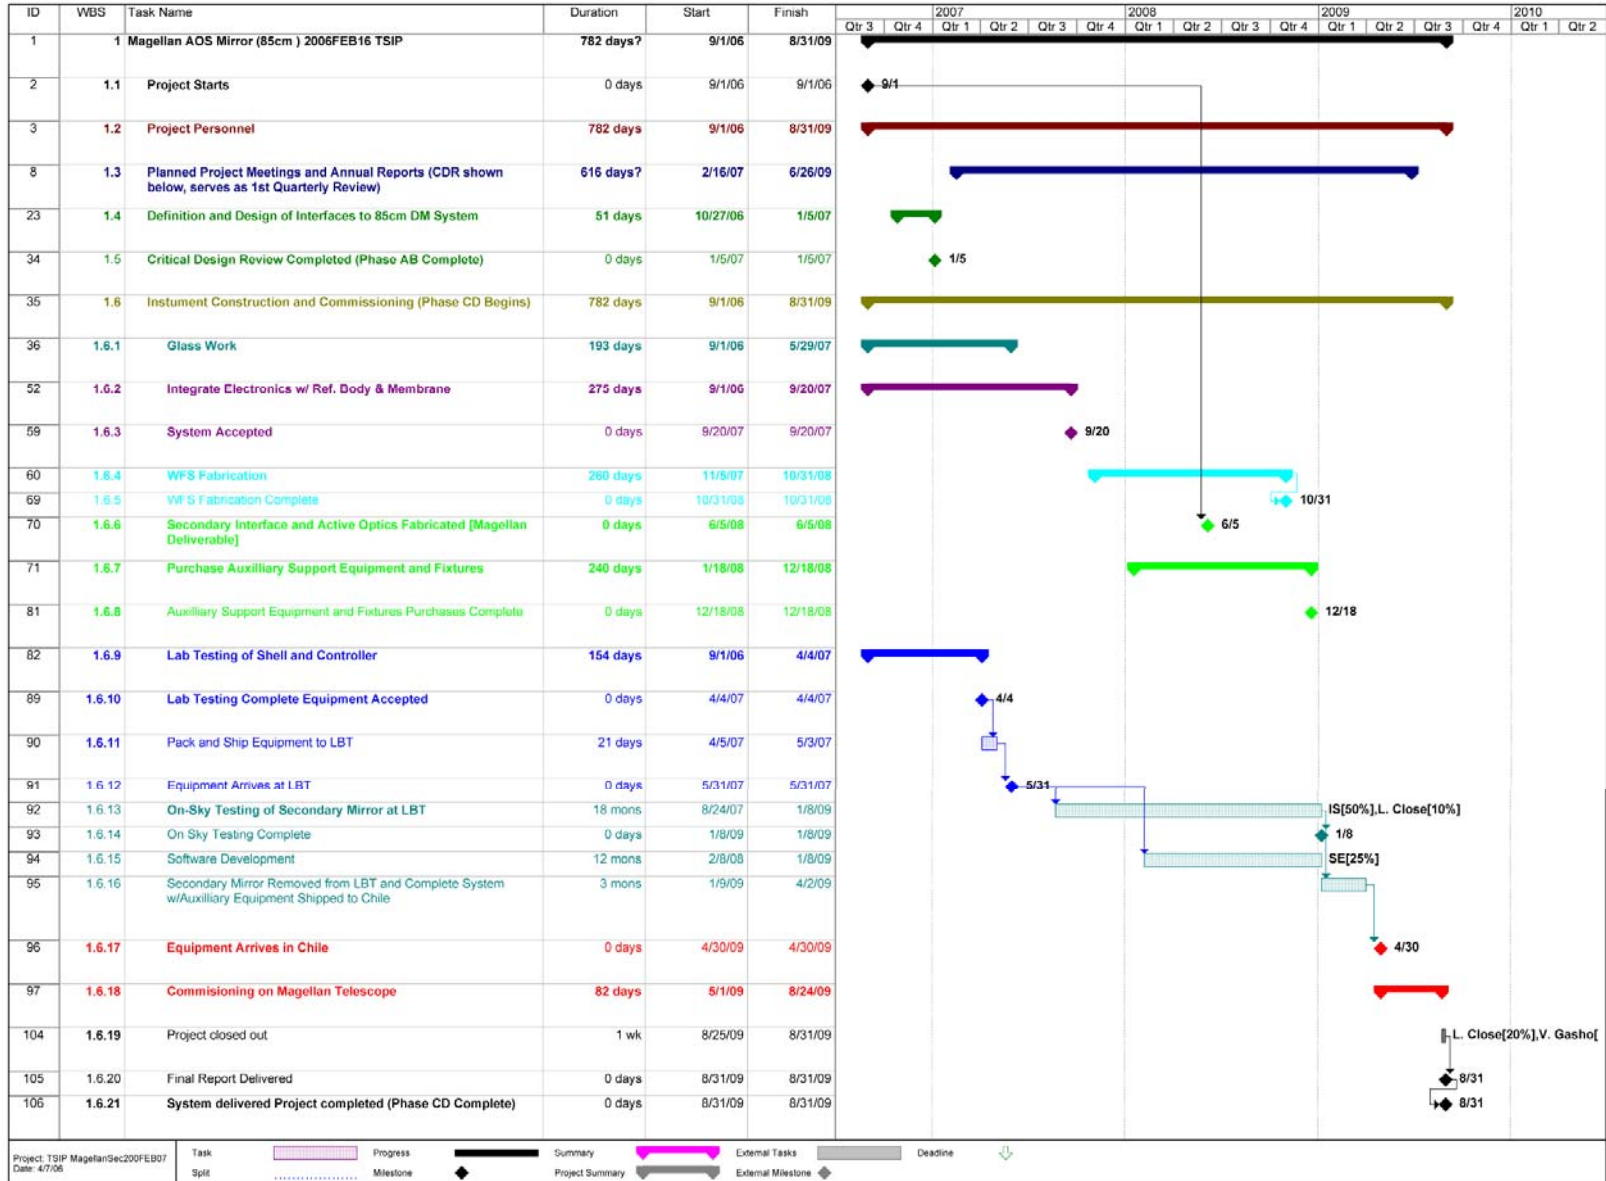 ID WBS Task Name Duration Start Finish 2007 2008 2009 2010
Qtr 3 Qtr 4 Qtr 1 Qtr 2 Qtr 3 Qtr 4 Qtr 1 Qtr 2 Qtr 3 Qtr 4 Qtr 1 Qtr 2 Qtr 3 Qtr 4 Qtr 1 Qtr 2
1 1 Magellan AOS Mirror (85cm ) 2006FEB16 TSIP 782 days? 9/1/06 8/31/09
2 1.1 Project Starts 0 days 9/1/06 9/1/06 9/1
3 1.2 Project Personnel 782 days 9/1/06 8/31/09
8 1.3 Planned Project Meetings and Annual Reports (CDR shown 616 days? 2/16/07 6/26/09
below, serves as 1st Quarterly Review)
23 1.4 Definition and Design of Interfaces to 85cm DM System 51 days 10/27/06 1/5/07
34 1.5 Critical Design Review Completed (Phase AB Complete) 0 days 1/5/07 1/5/07 1/5
35 1.6 Instument Construction and Commissioning (Phase CD Begins) 782 days 9/1/06 8/31/09
36 1.6.1 Glass Work 193 days 9/1/06 5/29/07
52 1.6.2 Integrate Electronics w/ Ref. Body & Membrane 275 days 9/1/06 9/20/07
59 1.6.3 System Accepted 0 days 9/20/07 9/20/07 9/20
60 1.6.4 WFS Fabrication 260 days 11/5/07 10/31/08
69 1.6.5 WFS Fabrication Complete 0 days 10/31/08 10/31/08 10/31
70 1.6.6 Secondary Interface and Active Optics Fabricated [Magellan 0 days 6/5/08 6/5/08 6/5
Deliverable]
71 1.6.7 Purchase Auxilliary Support Equipment and Fixtures 240 days 1/18/08 12/18/08
81 1.6.8 Auxilliary Support Equipment and Fixtures Purchases Complete 0 days 12/18/08 12/18/08 12/18
82 1.6.9 Lab Testing of Shell and Controller 154 days 9/1/06 4/4/07
89 1.6.10 Lab Testing Complete Equipment Accepted 0 days 4/4/07 4/4/07 4/4
90 1.6.11 Pack and Ship Equipment to LBT 21 days 4/5/07 5/3/07
91 1.6.12 Equipment Arrives at LBT 0 days 5/31/07 5/31/07 5/31
92 1.6.13 On-Sky Testing of Secondary Mirror at LBT 18 mons 8/24/07 1/8/09 IS[50%],L. Close[10%]
93 1.6.14 On Sky Testing Complete 0 days 1/8/09 1/8/09 1/8
94 1.6.15 Software Development 12 mons 2/8/08 1/8/09 SE[25%]
95 1.6.16 Secondary Mirror Removed from LBT and Complete System 3 mons 1/9/09 4/2/09
w/Auxilliary Equipment Shipped to Chile
96 1.6.17 Equipment Arrives in Chile 0 days 4/30/09 4/30/09 4/30
97 1.6.18 Commisioning on Magellan Telescope 82 days 5/1/09 8/24/09
104 1.6.19 Project closed out 1 wk 8/25/09 8/31/09 L. Close[20%],V. Gasho[
105 1.6.20 Final Report Delivered 0 days 8/31/09 8/31/09 8/31
106 1.6.21 System delivered Project completed (Phase CD Complete) 0 days 8/31/09 8/31/09 8/31
Project: TSIP MagellanSec200FEB07
Date: 4/7/06
Task Progress Summary External Tasks Deadline
Split Milestone Project Summary External Milestone